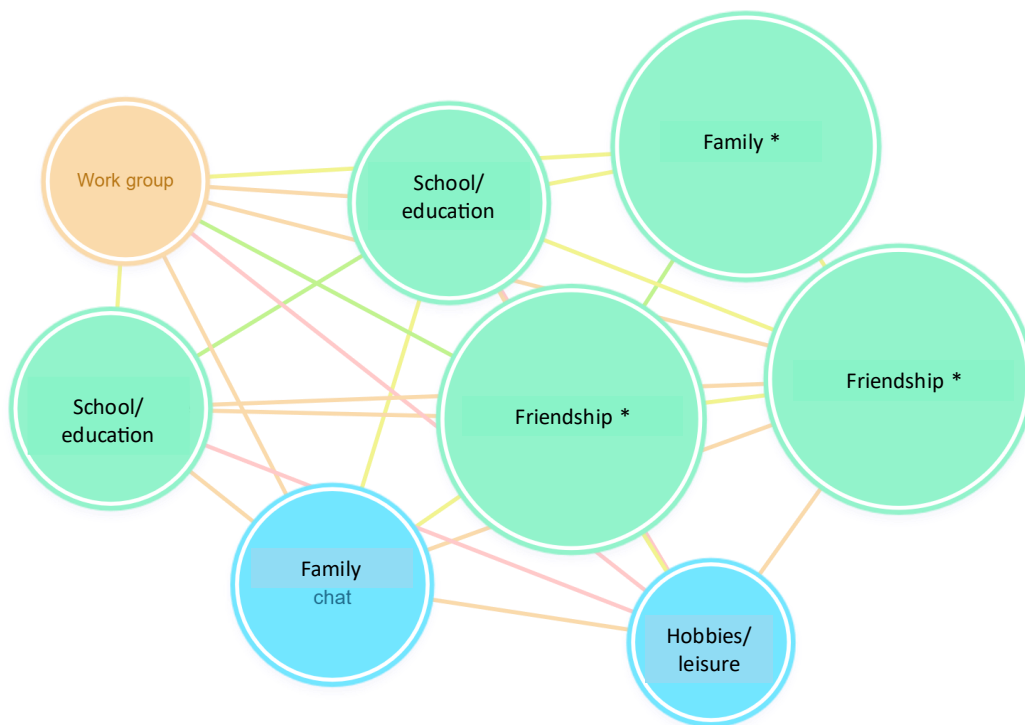 Family *
Work group
School/
education
Friendship *
School/
education
Friendship *
Family
chat
Hobbies/
leisure